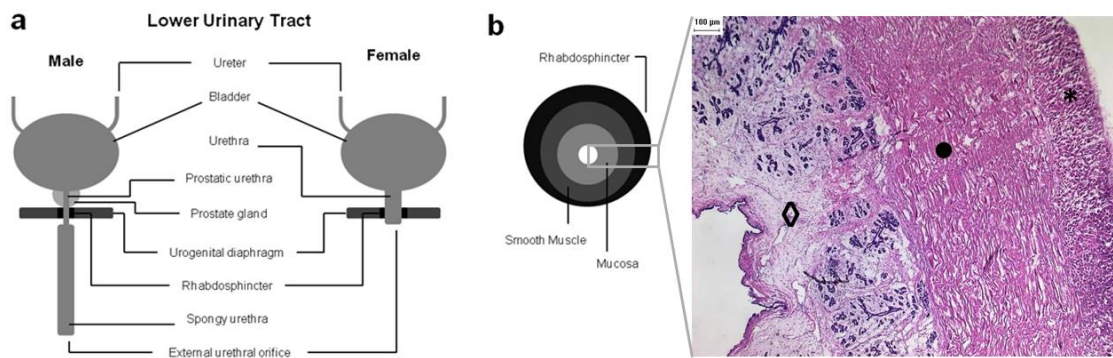 a
Lower Urinary Tract
Male
Female
Ureter
Bladder
Urethra
Prostatic urethra
Prostate gland
Urogenital diaphragm
Rhabdosphincter
Spongy urethra
External urethral orifice
b
Rhabdosphincter
Smooth Muscle
Mucosa
100 µm
*